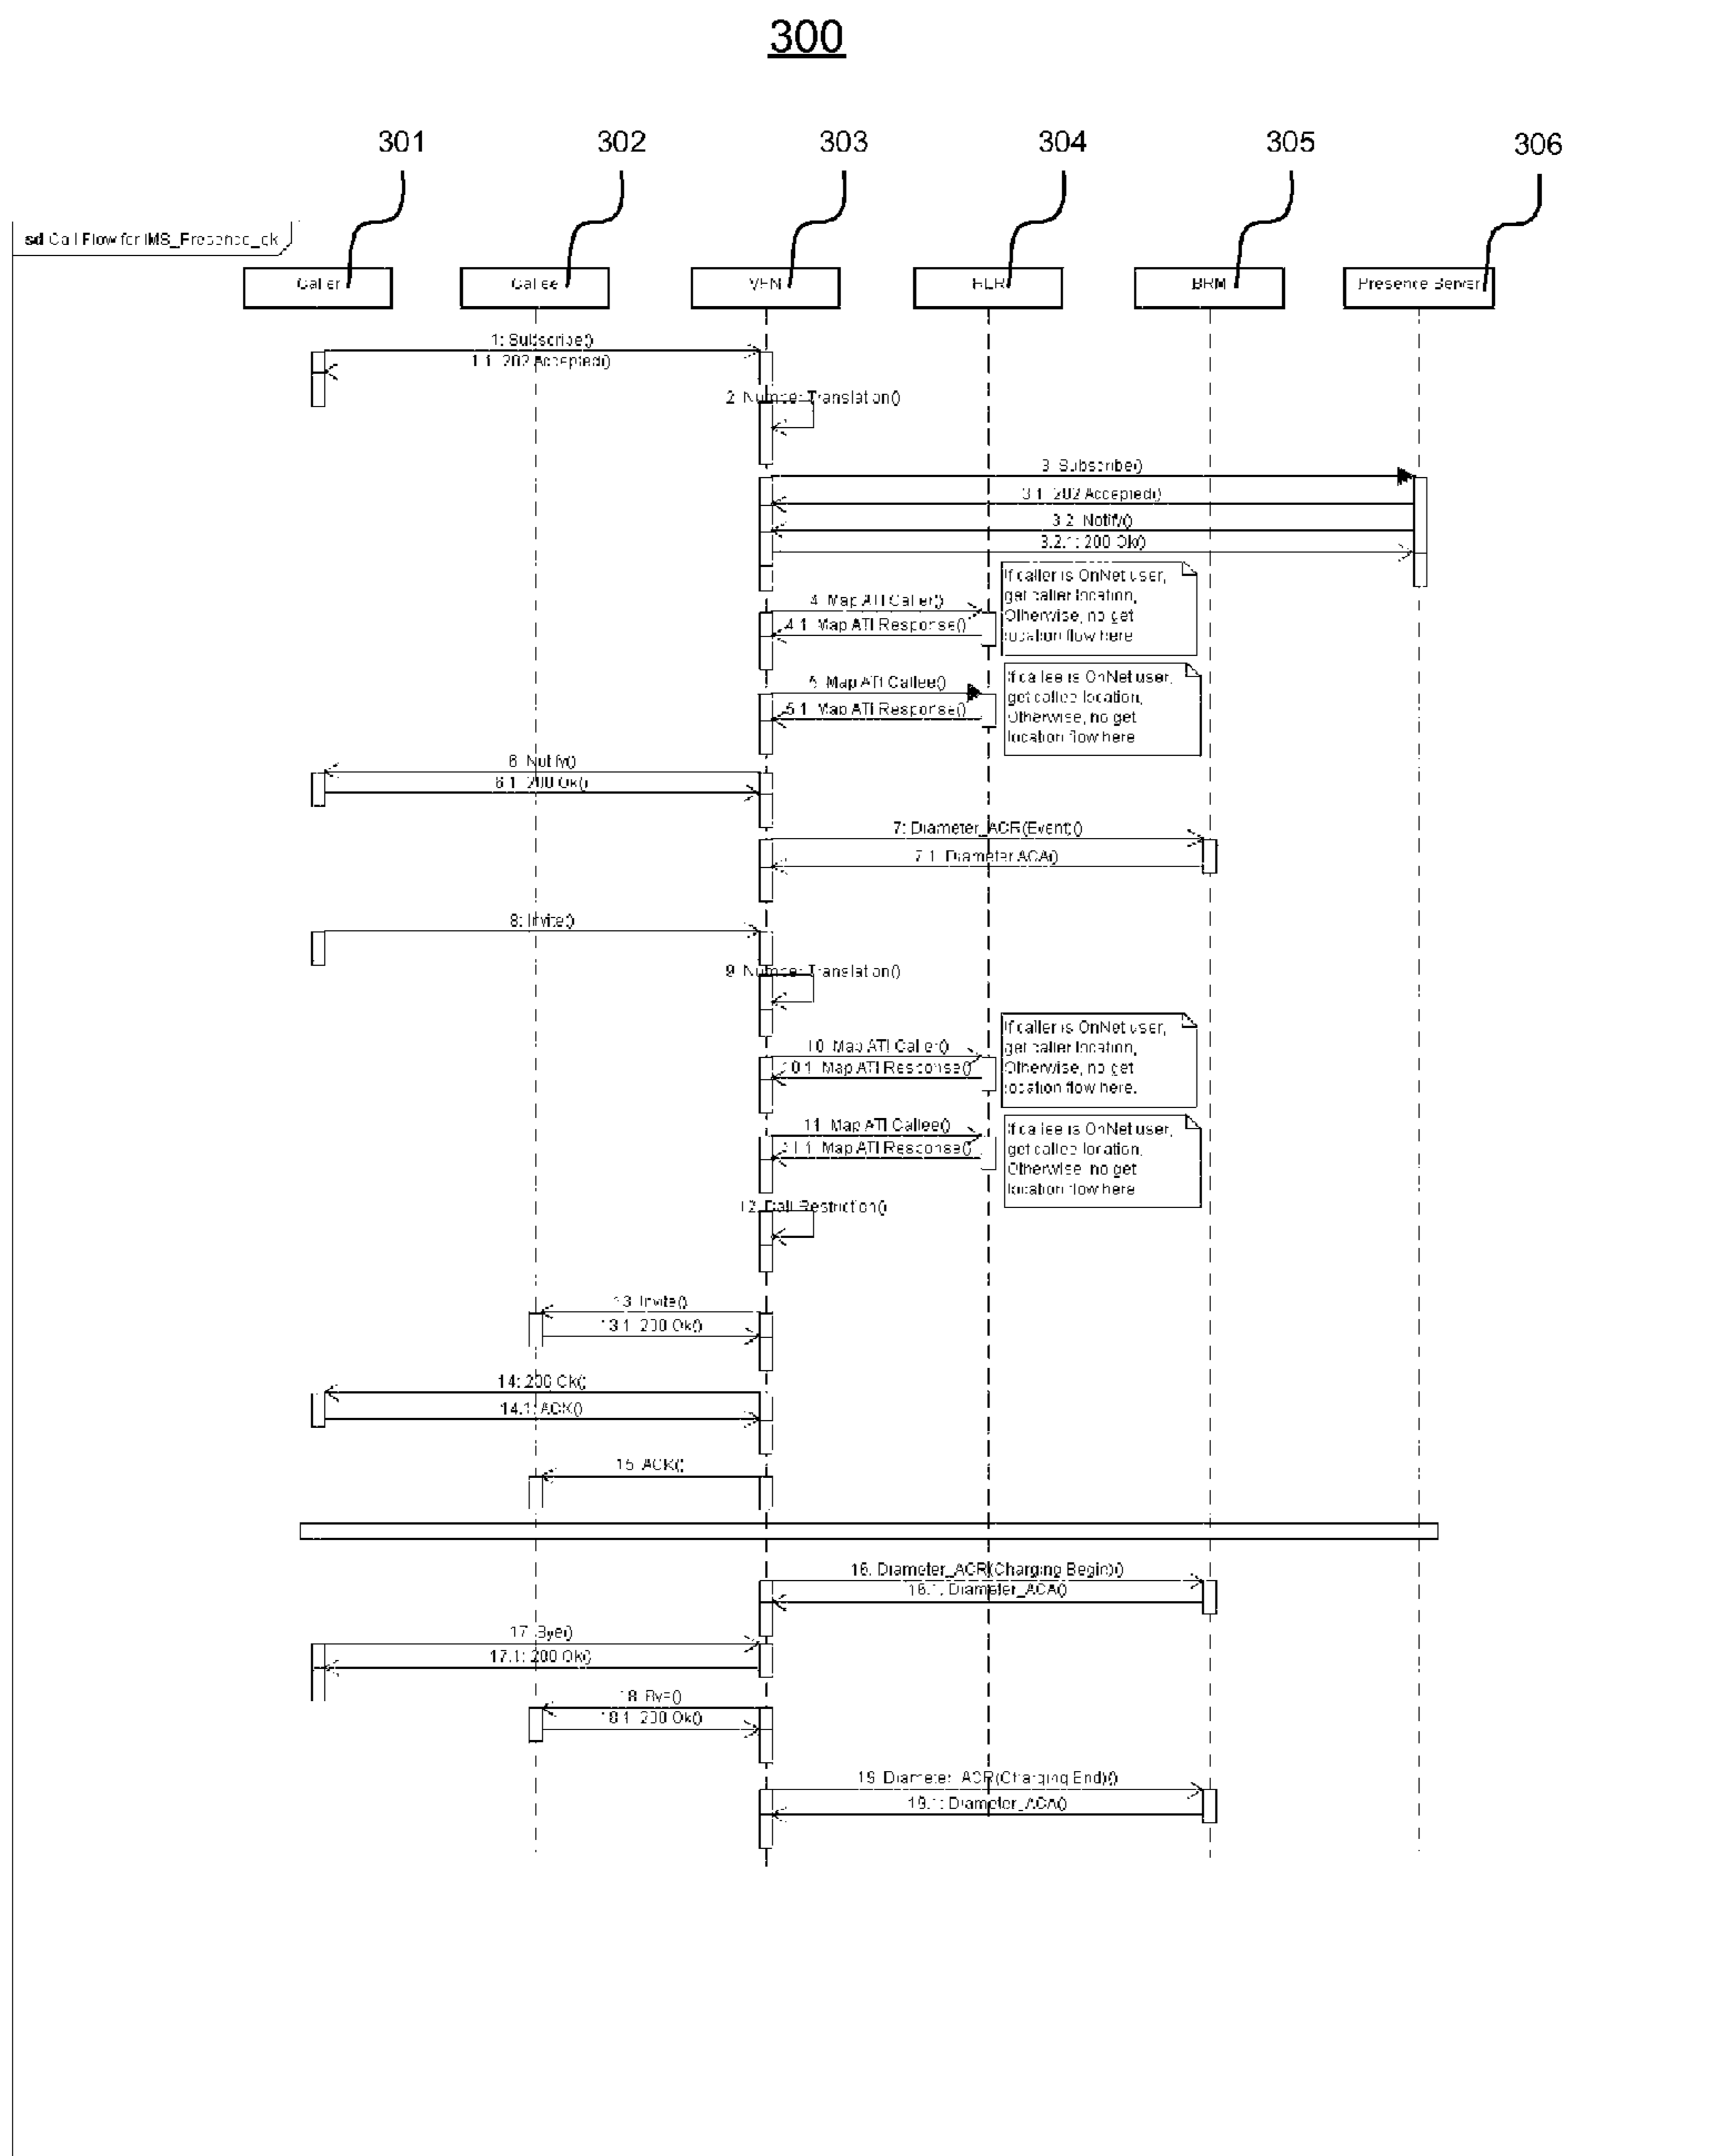 300
301
302
303
304
305
306
sd Call Flow for IMS_Presence_ok
Caller
Callee
VPN
HLR
BRM
Presence Server
1: Subscribe()
1.1: 202 Accepted()
2: Number Translation()
3: Subscribe()
3.1: 202 Accepted()
3.2: Notify()
3.2.1: 200 Ok()
If caller is OnNet user,
get caller location,
Otherwise, no get
location flow here
4: Map ATI Caller()
4.1: Map ATI Response()
If callee is OnNet user,
get callee location,
Otherwise, no get
location flow here
5: Map ATI Callee()
5.1: Map ATI Response()
6: Notify()
6.1: 200 Ok()
7: Diameter_ACR(Event)()
7.1: Diameter ACA()
8: Invite()
9: Number Translation()
If caller is OnNet user,
get caller location,
Otherwise, no get
location flow here.
10: Map ATI Caller()
10.1: Map ATI Response()
If callee is OnNet user,
get callee location,
Otherwise, no get
location flow here
11: Map ATI Callee()
11.1: Map ATI Response()
12: Call Restriction()
13: Invite()
13.1: 200 Ok()
14: 200 Ok()
14.1: ACK()
15: ACK()
16: Diameter_ACR(Charging Begin)()
16.1: Diameter_ACA()
17: Bye()
17.1: 200 Ok()
18: Bye()
18.1: 200 Ok()
19: Diameter_ACR(Charging End)()
19.1: Diameter_ACA()